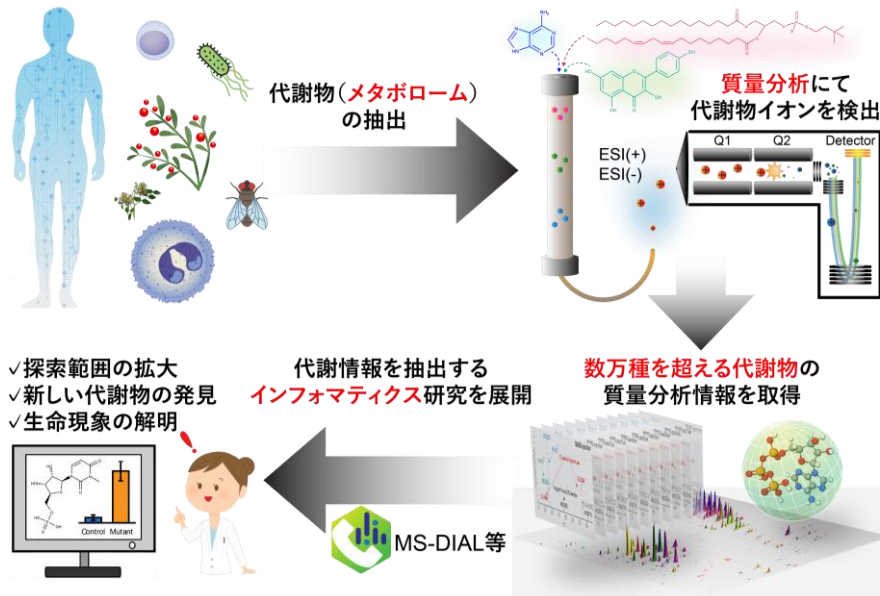 代謝物（メタボローム）
の抽出
質量分析にて
代謝物イオンを検出
Q1
Q2
Detector
ESI(+)
ESI(-)
数万種を超える代謝物の
質量分析情報を取得
代謝情報を抽出する
インフォマティクス研究を展開
MS-DIAL等
✓探索範囲の拡大
✓新しい代謝物の発見
✓生命現象の解明
Control
Mutant